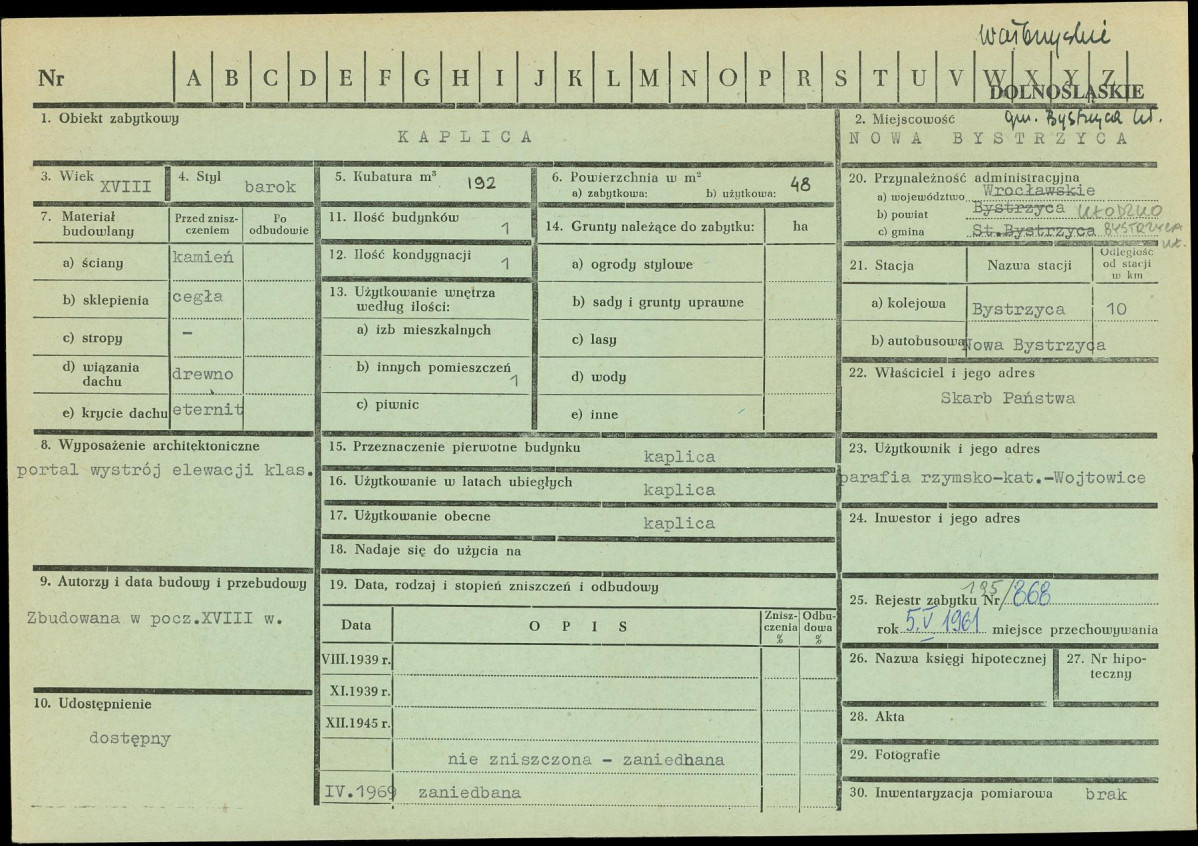 wałbrzyskie
Nr A B C D E F G H I J K L M N O P R S T U V W X Y Z
DOLNOŚLĄSKIE
gm. Bystrzyca Kł.
1. Obiekt zabytkowy
KAPLICA
2. Miejscowość
NOWA BYSTRZYCA
3. Wiek XVIII
4. Styl barok
5. Kubatura m³ 192
6. Powierzchnia w m²
a) zabytkowa: b) użytkowa: 48
20. Przynależność administracyjna
a) województwo Wrocławskie
b) powiat Bystrzyca KŁODZKO
c) gmina St.Bystrzyca BYSTRZYCA KŁ.
7. Materiał budowlany
Przed zniszczeniem
Po odbudowie
a) ściany kamień
b) sklepienia cegła
c) stropy –
d) wiązania dachu drewno
e) krycie dachu eternit
11. Ilość budynków 1
12. Ilość kondygnacji 1
13. Użytkowanie wnętrza według ilości:
a) izb mieszkalnych
b) innych pomieszczeń 1
c) piwnic
14. Grunty należące do zabytku: ha
a) ogrody stylowe
b) sady i grunty uprawne
c) lasy
d) wody
e) inne
21. Stacja Nazwa stacji Odległość od stacji w km
a) kolejowa Bystrzyca 10
b) autobusowa Nowa Bystrzyca
22. Właściciel i jego adres
Skarb Państwa
8. Wyposażenie architektoniczne
portal wystrój elewacji klas.
15. Przeznaczenie pierwotne budynku kaplica
16. Użytkowanie w latach ubiegłych kaplica
17. Użytkowanie obecne kaplica
18. Nadaje się do użycia na
23. Użytkownik i jego adres
parafia rzymsko-kat.-Wojtowice
24. Inwestor i jego adres
9. Autorzy i data budowy i przebudowy
Zbudowana w pocz.XVIII w.
19. Data, rodzaj i stopień zniszczeń i odbudowy
Data OPIS Zniszczenia % Odbudowa %
VIII.1939 r.
XI.1939 r.
XII.1945 r.
nie zniszczona – zaniedbana
IV.1969 zaniedbana
25. Rejestr zabytku Nr 195/868
rok 5.V 1961 miejsce przechowywania
26. Nazwa księgi hipotecznej
27. Nr hipoteczny
10. Udostępnienie
dostępny
28. Akta
29. Fotografie
30. Inwentaryzacja pomiarowa brak